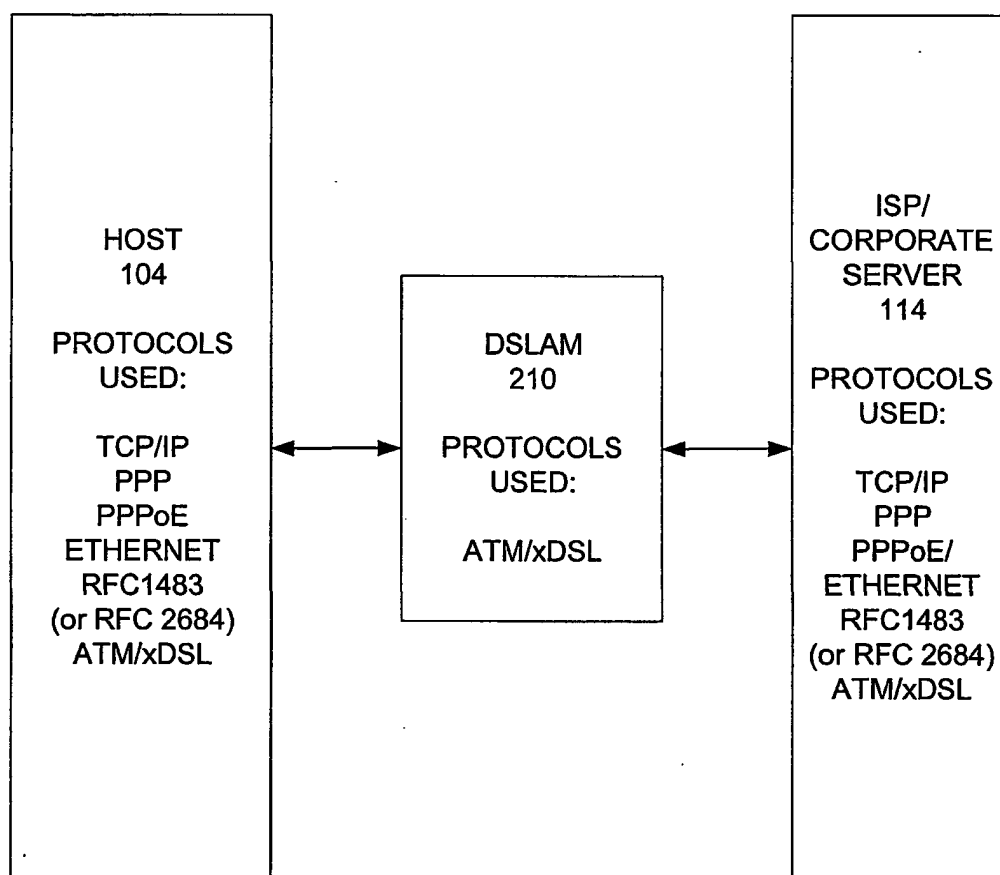 HOST
104
PROTOCOLS
USED:
TCP/IP
PPP
PPPoE
ETHERNET
RFC1483
(or RFC 2684)
ATM/xDSL
DSLAM
210
PROTOCOLS
USED:
ATM/xDSL
ISP/
CORPORATE
SERVER
114
PROTOCOLS
USED:
TCP/IP
PPP
PPPoE/
ETHERNET
RFC1483
(or RFC 2684)
ATM/xDSL